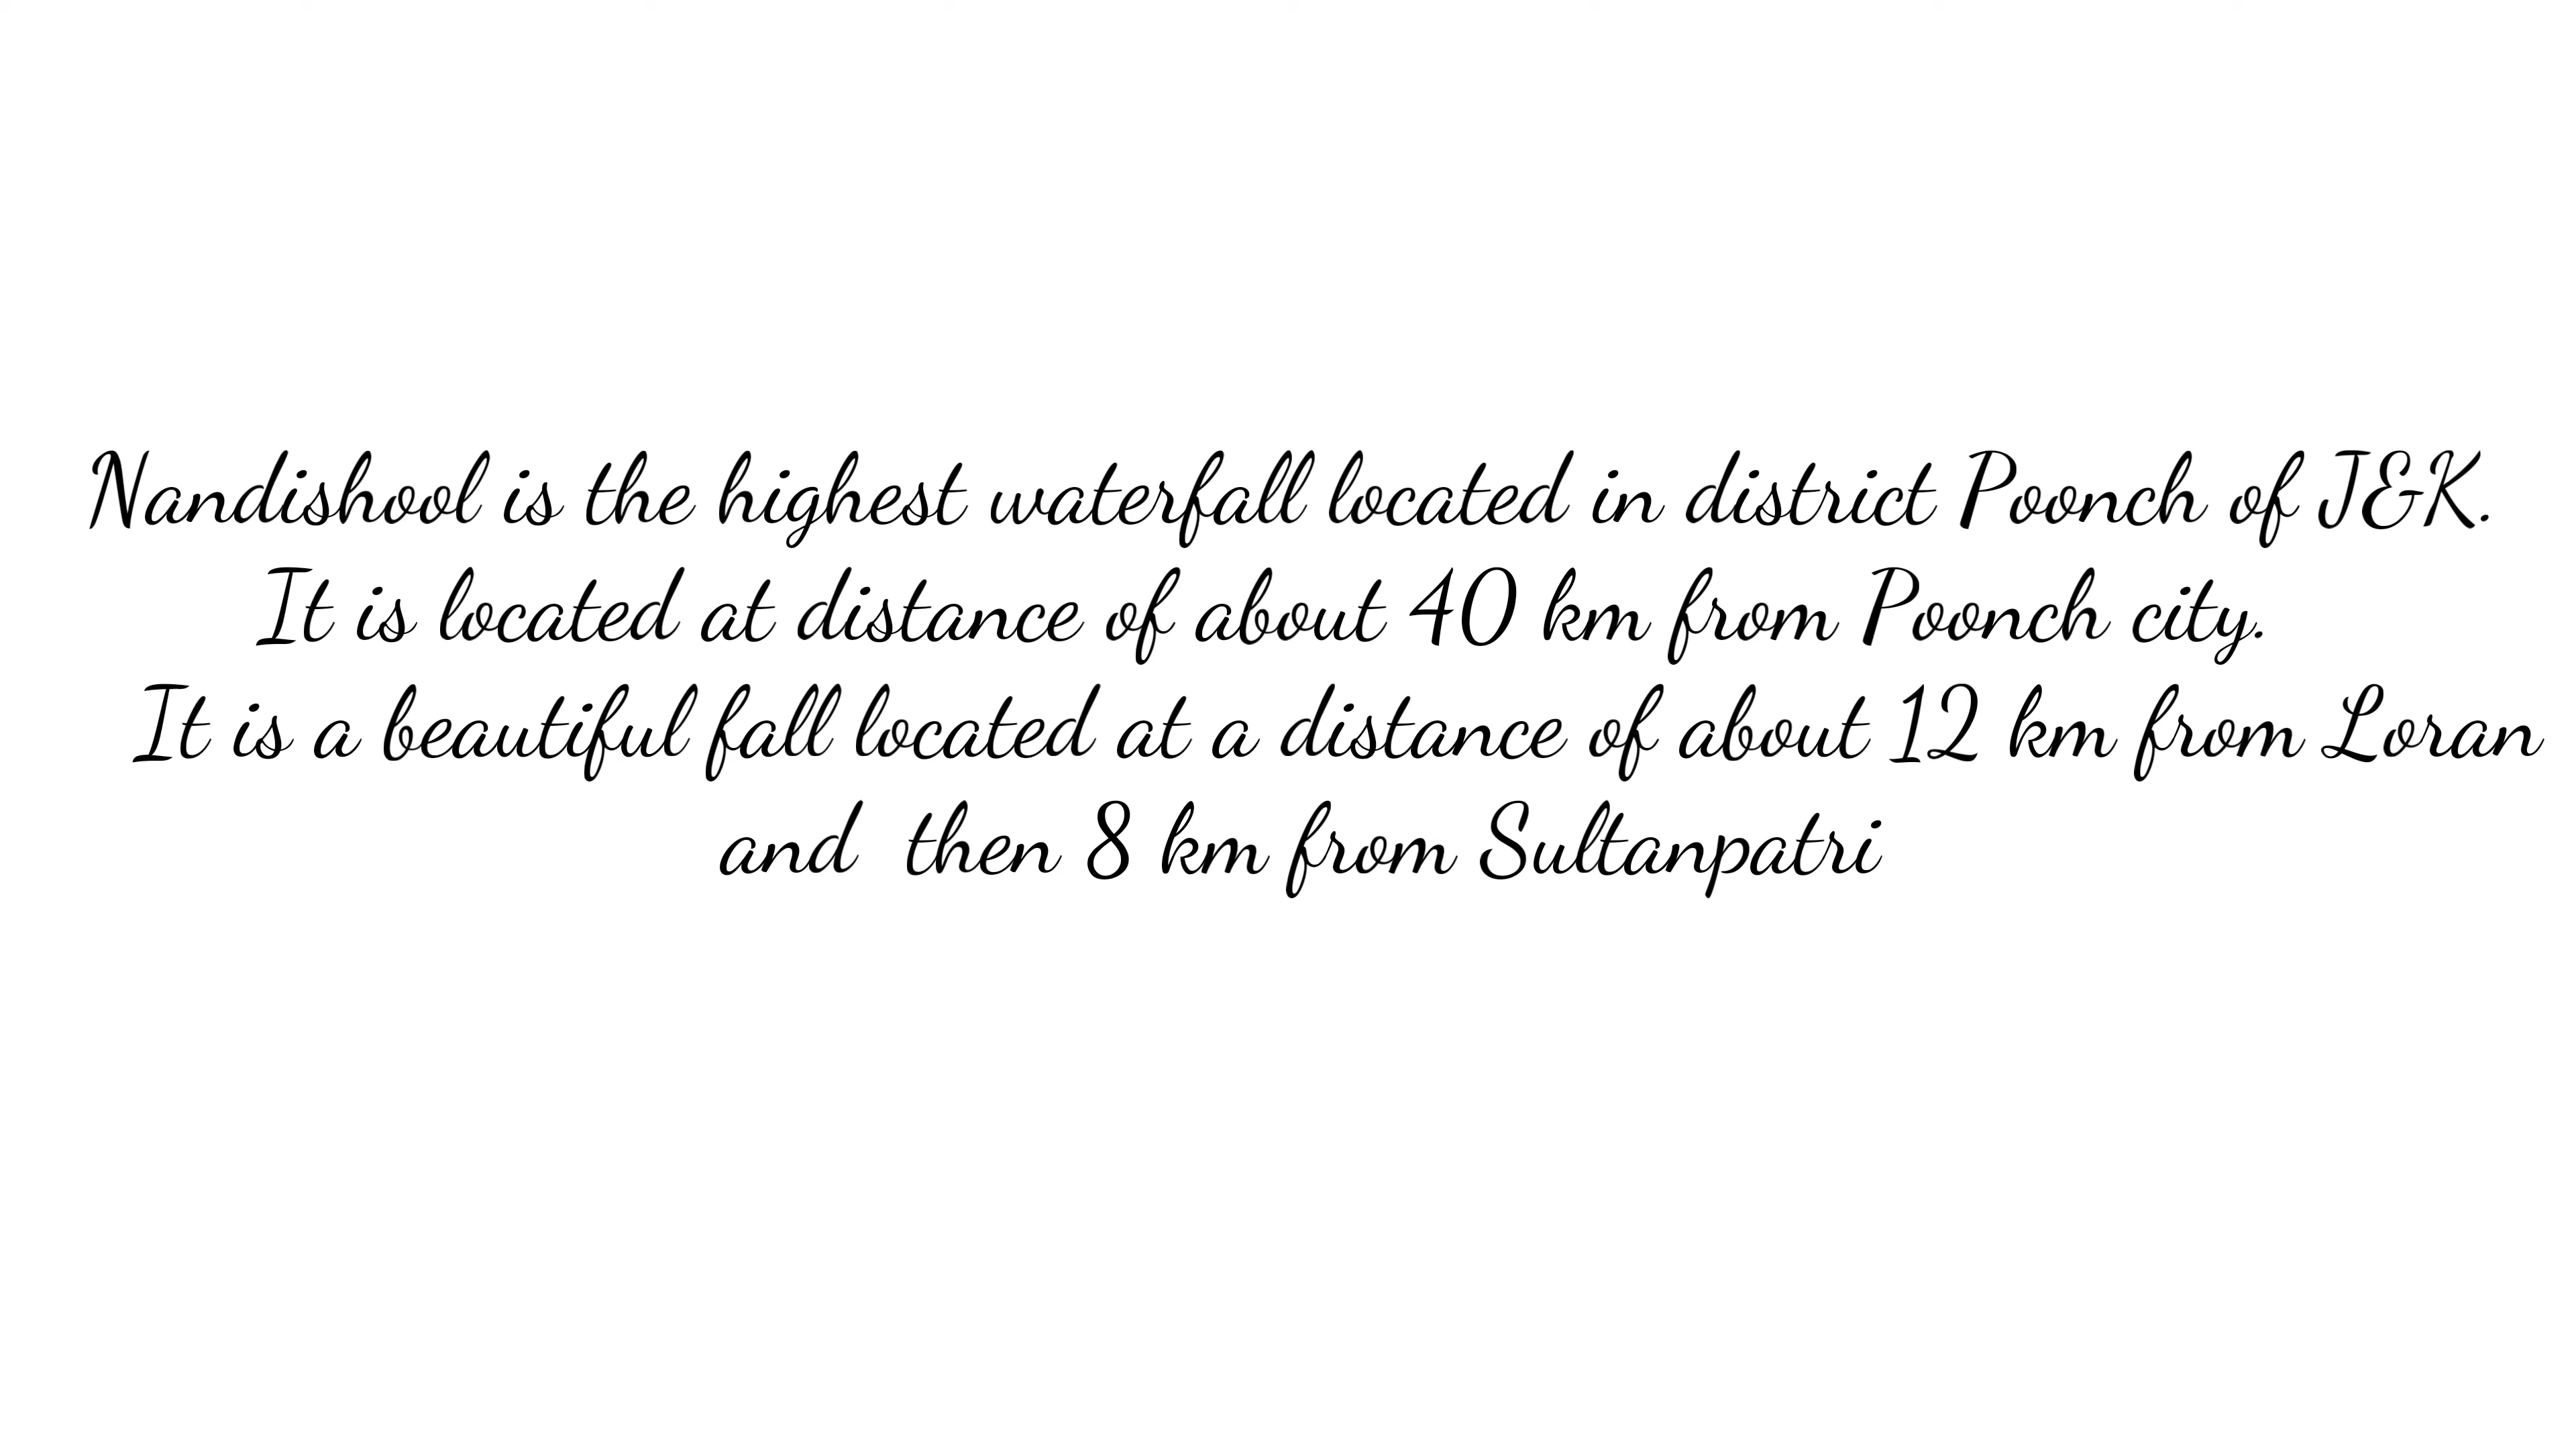 Nandishool is the highest waterfall located in district Poonch of J&K.
It is located at distance of about 40 km from Poonch city.
It is a beautiful fall located at a distance of about 12 km from Loran
and  then 8 km from Sultanpatri